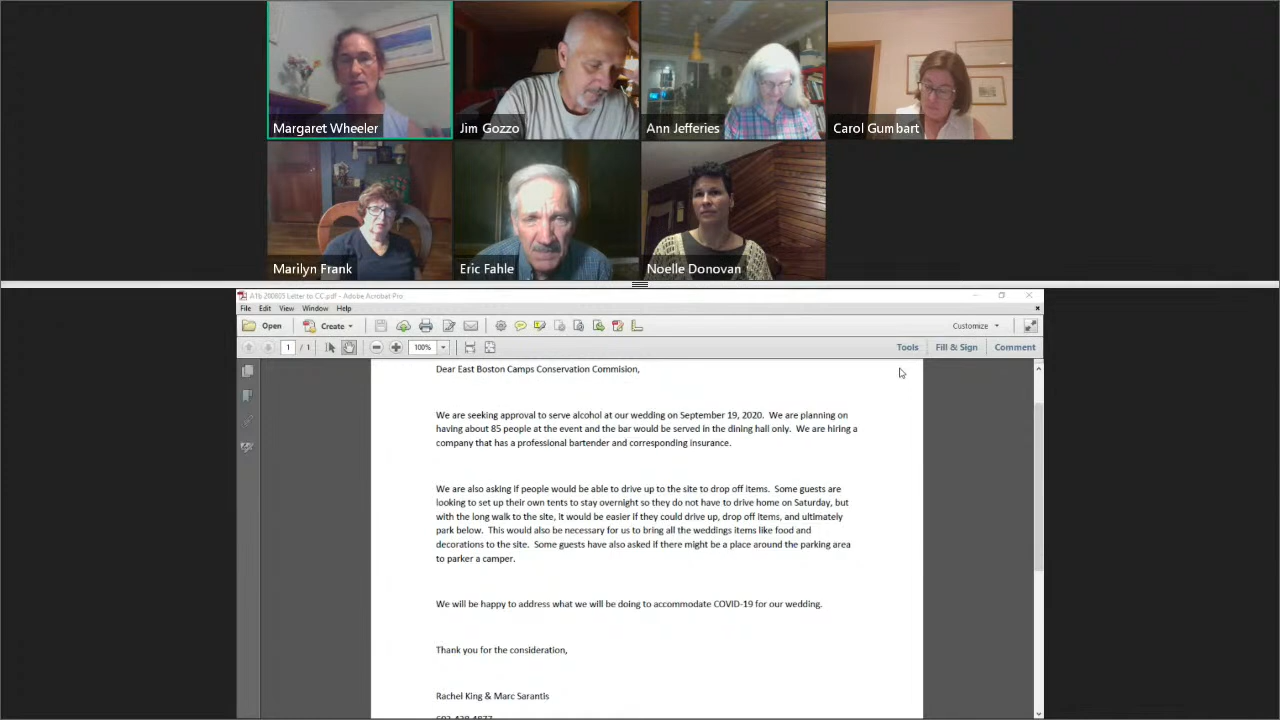 Margaret Wheeler
Jim Gozzo
Ann Jefferies
Carol Gumbart
Marilyn Frank
Eric Fahle
Noelle Donovan
A1b 200805 Letter to CC.pdf - Adobe Acrobat Pro
File Edit View Window Help
Open Create Customize
1 / 1 100% Tools Fill & Sign Comment
Dear East Boston Camps Conservation Commision,
We are seeking approval to serve alcohol at our wedding on September 19, 2020. We are planning on
having about 85 people at the event and the bar would be served in the dining hall only. We are hiring a
company that has a professional bartender and corresponding insurance.
We are also asking if people would be able to drive up to the site to drop off items. Some guests are
looking to set up their own tents to stay overnight so they do not have to drive home on Saturday, but
with the long walk to the site, it would be easier if they could drive up, drop off items, and ultimately
park below. This would also be necessary for us to bring all the weddings items like food and
decorations to the site. Some guests have also asked if there might be a place around the parking area
to parker a camper.
We will be happy to address what we will be doing to accommodate COVID-19 for our wedding.
Thank you for the consideration,
Rachel King & Marc Sarantis